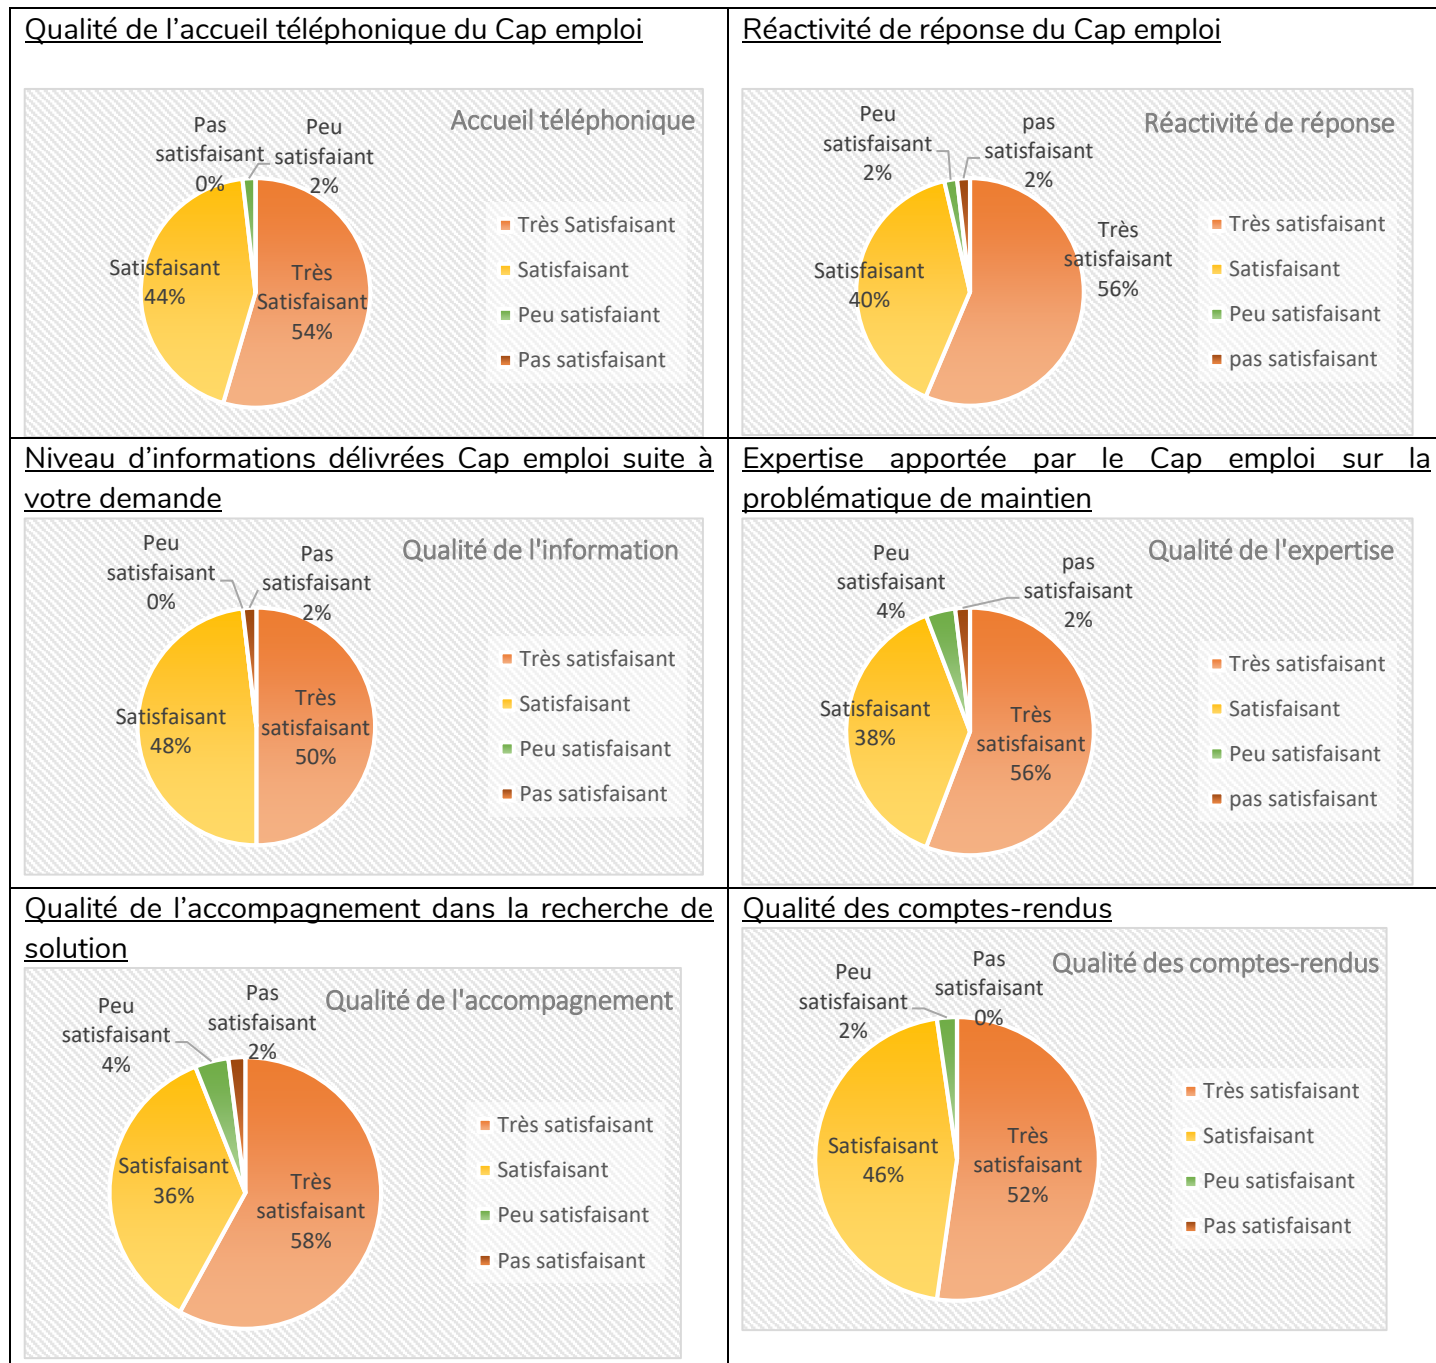 Qualité de l'accueil téléphonique du Cap emploi
Accueil téléphonique
Pas
satisfaisant
0%
Peu
satisfaiant
2%
Satisfaisant
44%
Très
Satisfaisant
54%
Très Satisfaisant
Satisfaisant
Peu satisfaiant
Pas satisfaisant
Réactivité de réponse du Cap emploi
Réactivité de réponse
Peu
satisfaisant
2%
pas
satisfaisant
2%
Satisfaisant
40%
Très
satisfaisant
56%
Très satisfaisant
Satisfaisant
Peu satisfaisant
pas satisfaisant
Niveau d'informations délivrées Cap emploi suite à
votre demande
Qualité de l'information
Peu
satisfaisant
0%
Pas
satisfaisant
2%
Satisfaisant
48%
Très
satisfaisant
50%
Très satisfaisant
Satisfaisant
Peu satisfaisant
Pas satisfaisant
Expertise apportée par le Cap emploi sur la
problématique de maintien
Qualité de l'expertise
Peu
satisfaisant
4%
pas
satisfaisant
2%
Satisfaisant
38%
Très
satisfaisant
56%
Très satisfaisant
Satisfaisant
Peu satisfaisant
pas satisfaisant
Qualité de l'accompagnement dans la recherche de
solution
Qualité de l'accompagnement
Peu
satisfaisant
4%
Pas
satisfaisant
2%
Satisfaisant
36%
Très
satisfaisant
58%
Très satisfaisant
Satisfaisant
Peu satisfaisant
Pas satisfaisant
Qualité des comptes-rendus
Qualité des comptes-rendus
Peu
satisfaisant
2%
Pas
satisfaisant
0%
Satisfaisant
46%
Très
satisfaisant
52%
Très satisfaisant
Satisfaisant
Peu satisfaisant
Pas satisfaisant